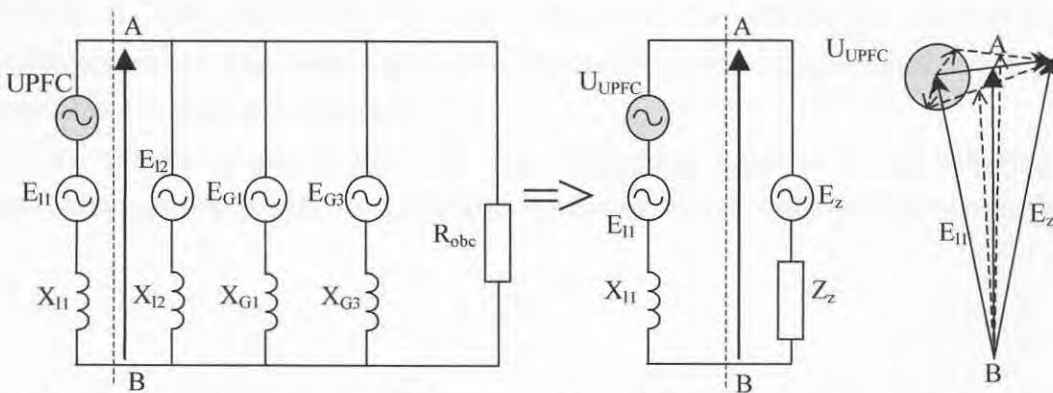 A
UPFC
E_I1
X_I1
E_I2
X_I2
E_G1
X_G1
E_G3
X_G3
R_obc
B
A
U_UPFC
E_I1
X_I1
E_z
Z_z
B
U_UPFC
A
E_I1
E_z
B